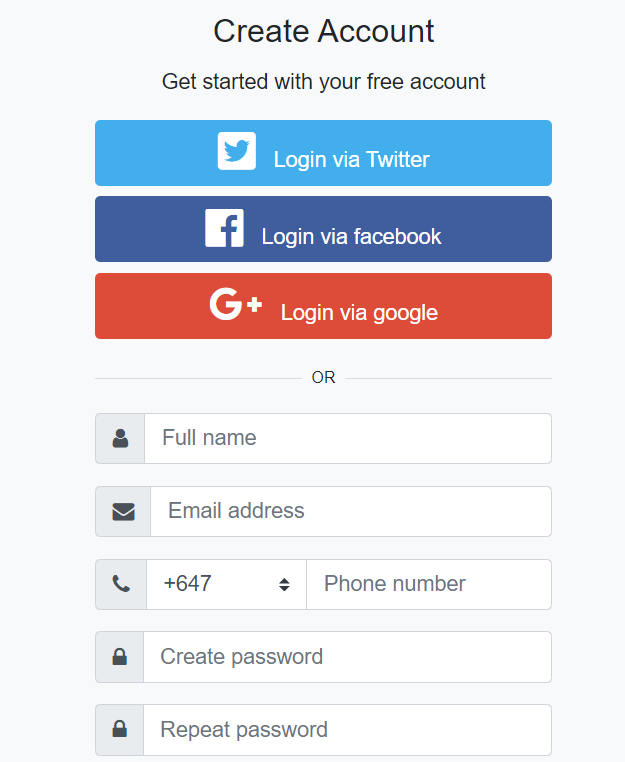 Create Account
Get started with your free account
Login via Twitter
Login via facebook
G+ Login via google
OR
Full name
Email address
+647 Phone number
Create password
Repeat password